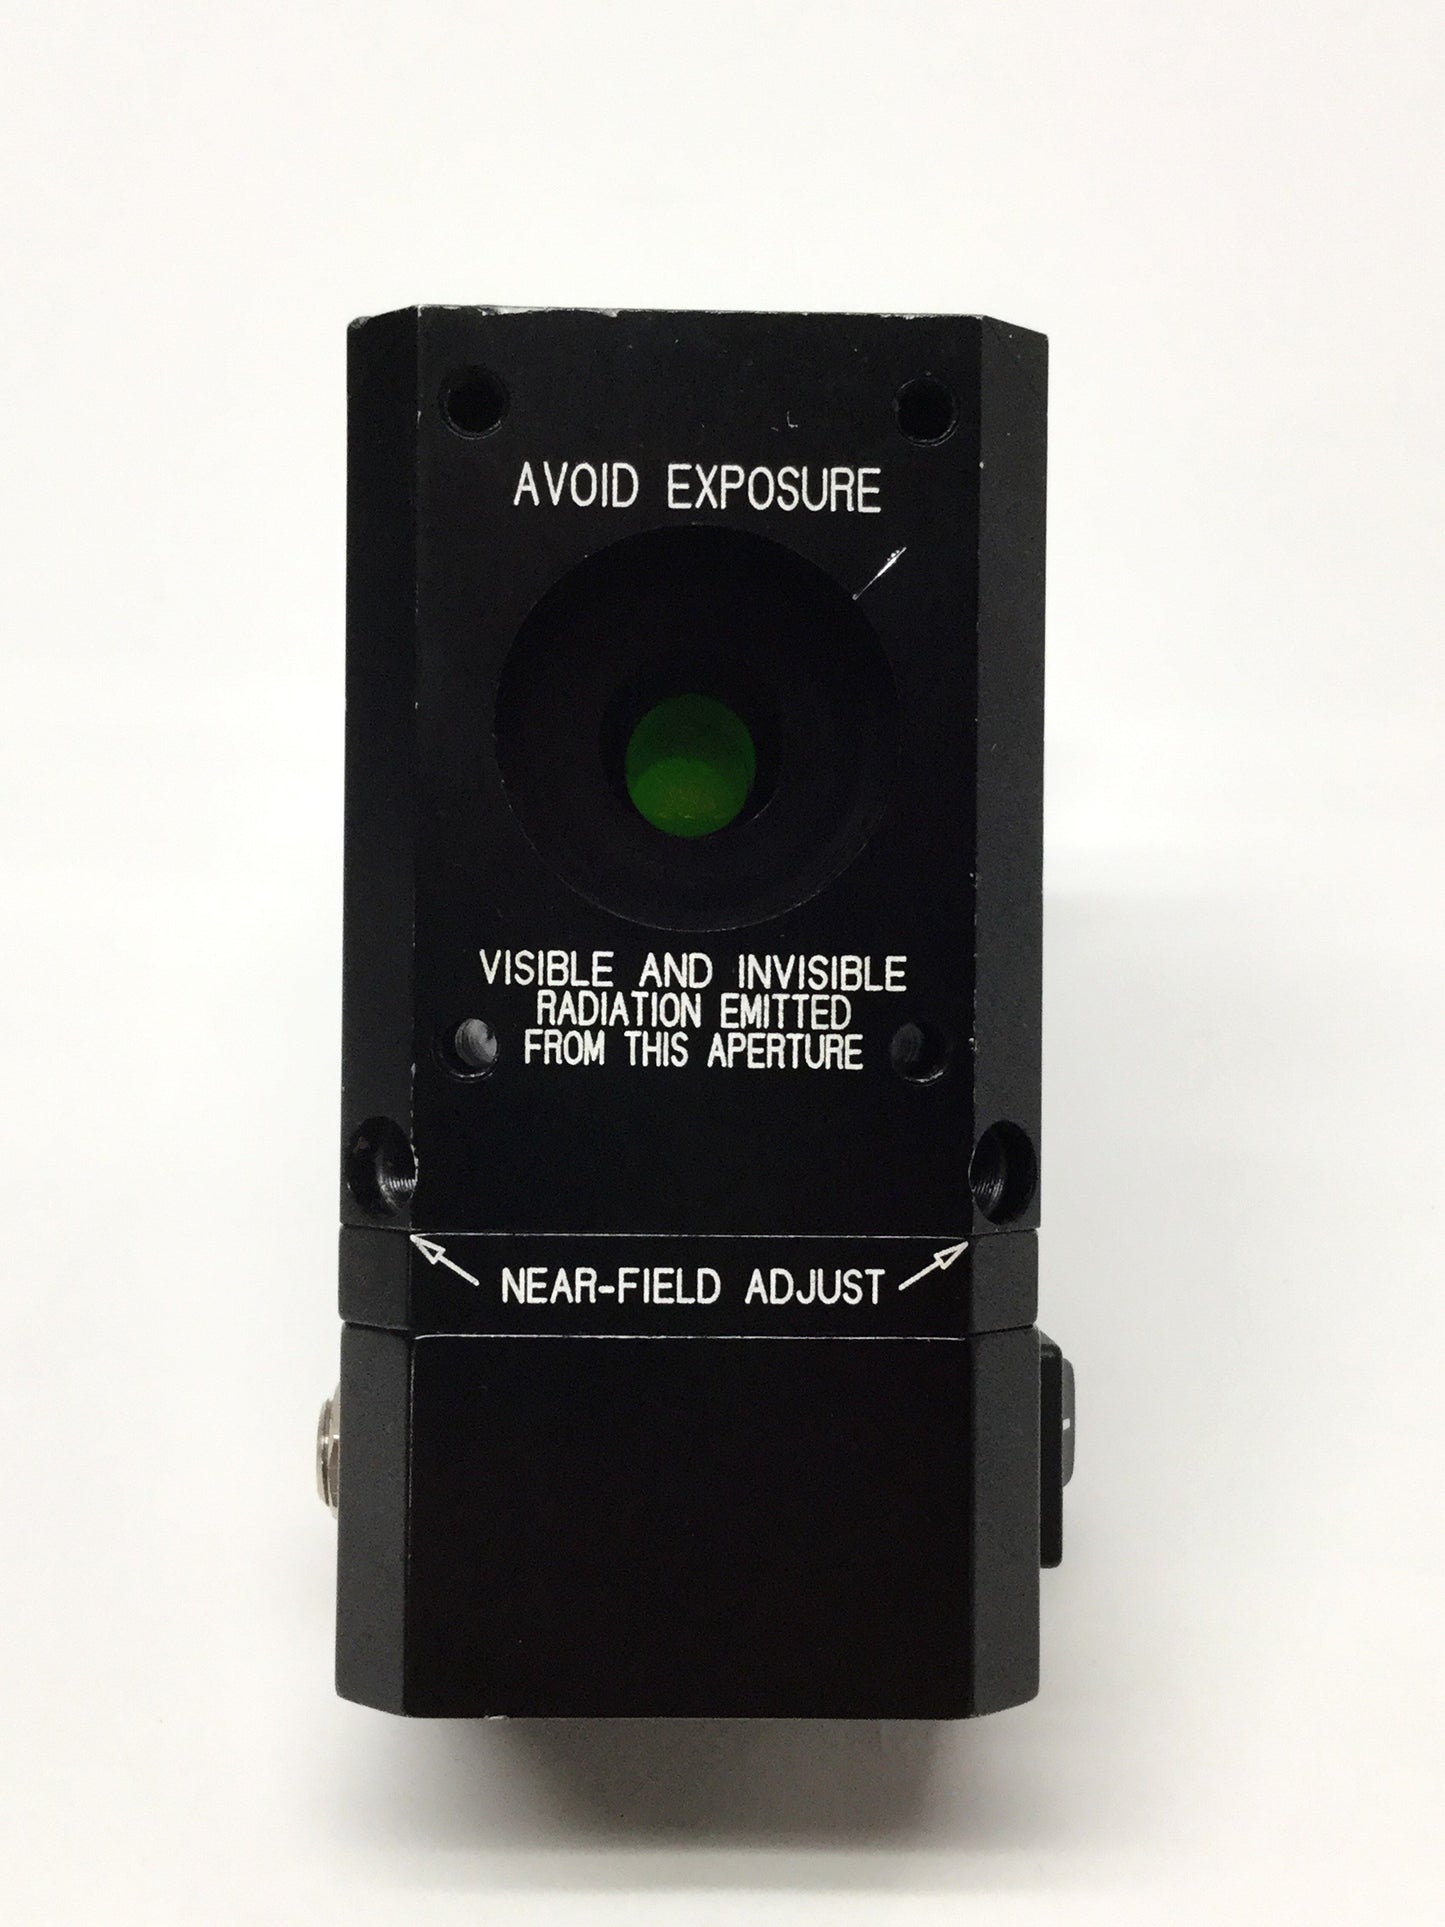 AVOID EXPOSURE
VISIBLE AND INVISIBLE
RADIATION EMITTED
FROM THIS APERTURE
NEAR-FIELD ADJUST